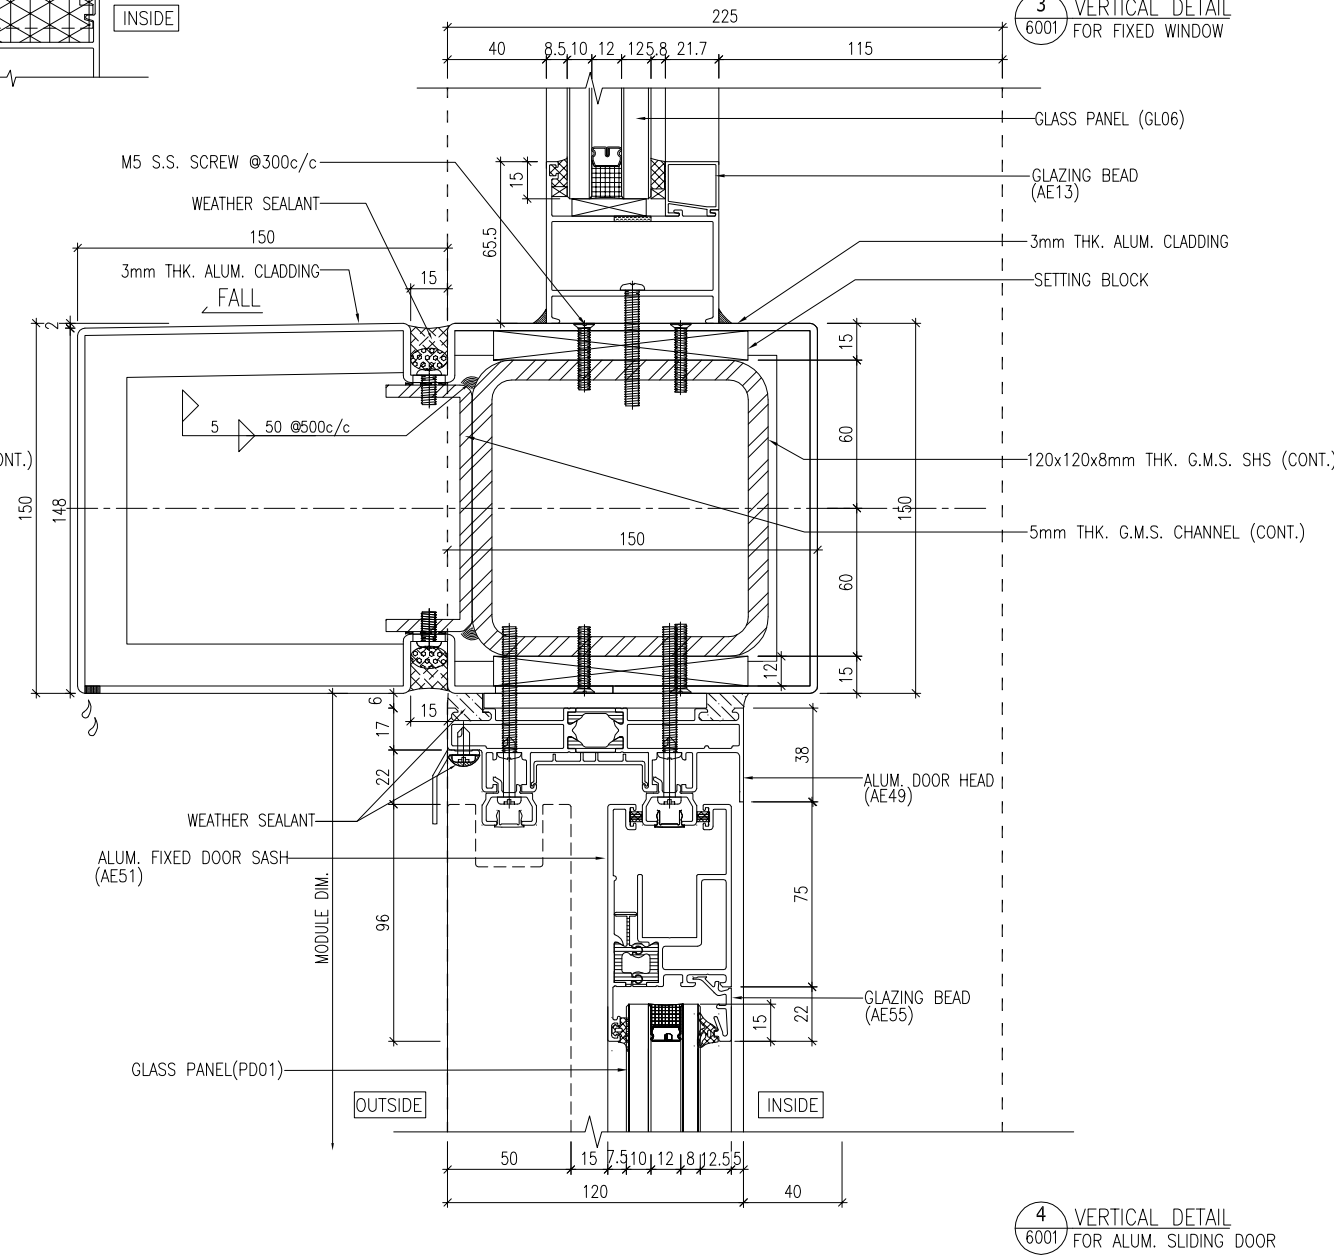 INSIDE
225
3
6001
VERTICAL DETAIL
FOR FIXED WINDOW
40 8.5 10 12 12 5.8 21.7 115
GLASS PANEL (GL06)
M5 S.S. SCREW @300c/c
15
GLAZING BEAD
(AE13)
WEATHER SEALANT
65.5
150
3mm THK. ALUM. CLADDING
3mm THK. ALUM. CLADDING
15
SETTING BLOCK
FALL
2
15
5 50 @500c/c
60
120x120x8mm THK. G.M.S. SHS (CONT.)
150
148
150
5mm THK. G.M.S. CHANNEL (CONT.)
150
60
12
15
6
15
17
38
22
ALUM. DOOR HEAD
(AE49)
WEATHER SEALANT
ALUM. FIXED DOOR SASH
(AE51)
MODULE DIM.
96
75
GLAZING BEAD
(AE55)
15
22
GLASS PANEL(PD01)
OUTSIDE
INSIDE
50 15 7.5 10 12 8 12.5 5
120 40
4
6001
VERTICAL DETAIL
FOR ALUM. SLIDING DOOR